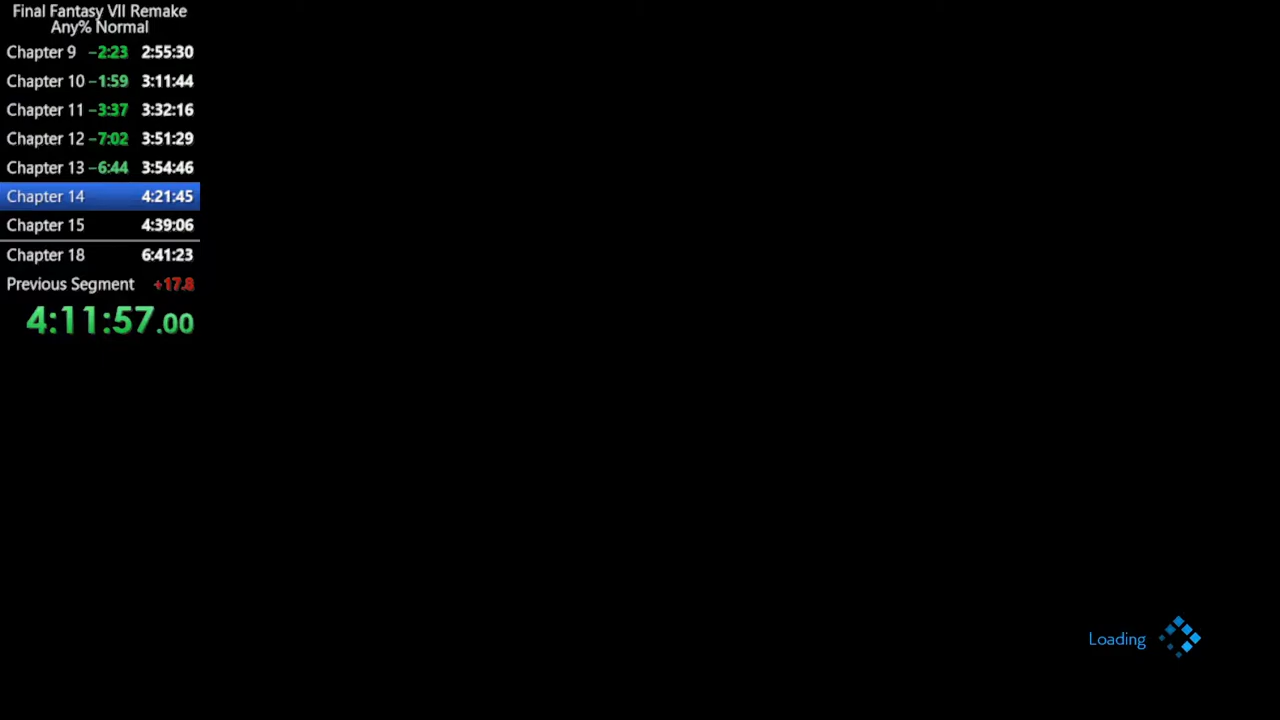 Final Fantasy VII Remake
Any% Normal
Chapter 9 −2:23 2:55:30
Chapter 10 −1:59 3:11:44
Chapter 11 −3:37 3:32:16
Chapter 12 −7:02 3:51:29
Chapter 13 −6:44 3:54:46
Chapter 14 4:21:45
Chapter 15 4:39:06
Chapter 18 6:41:23
Previous Segment +17.8
4:11:57.00
Loading